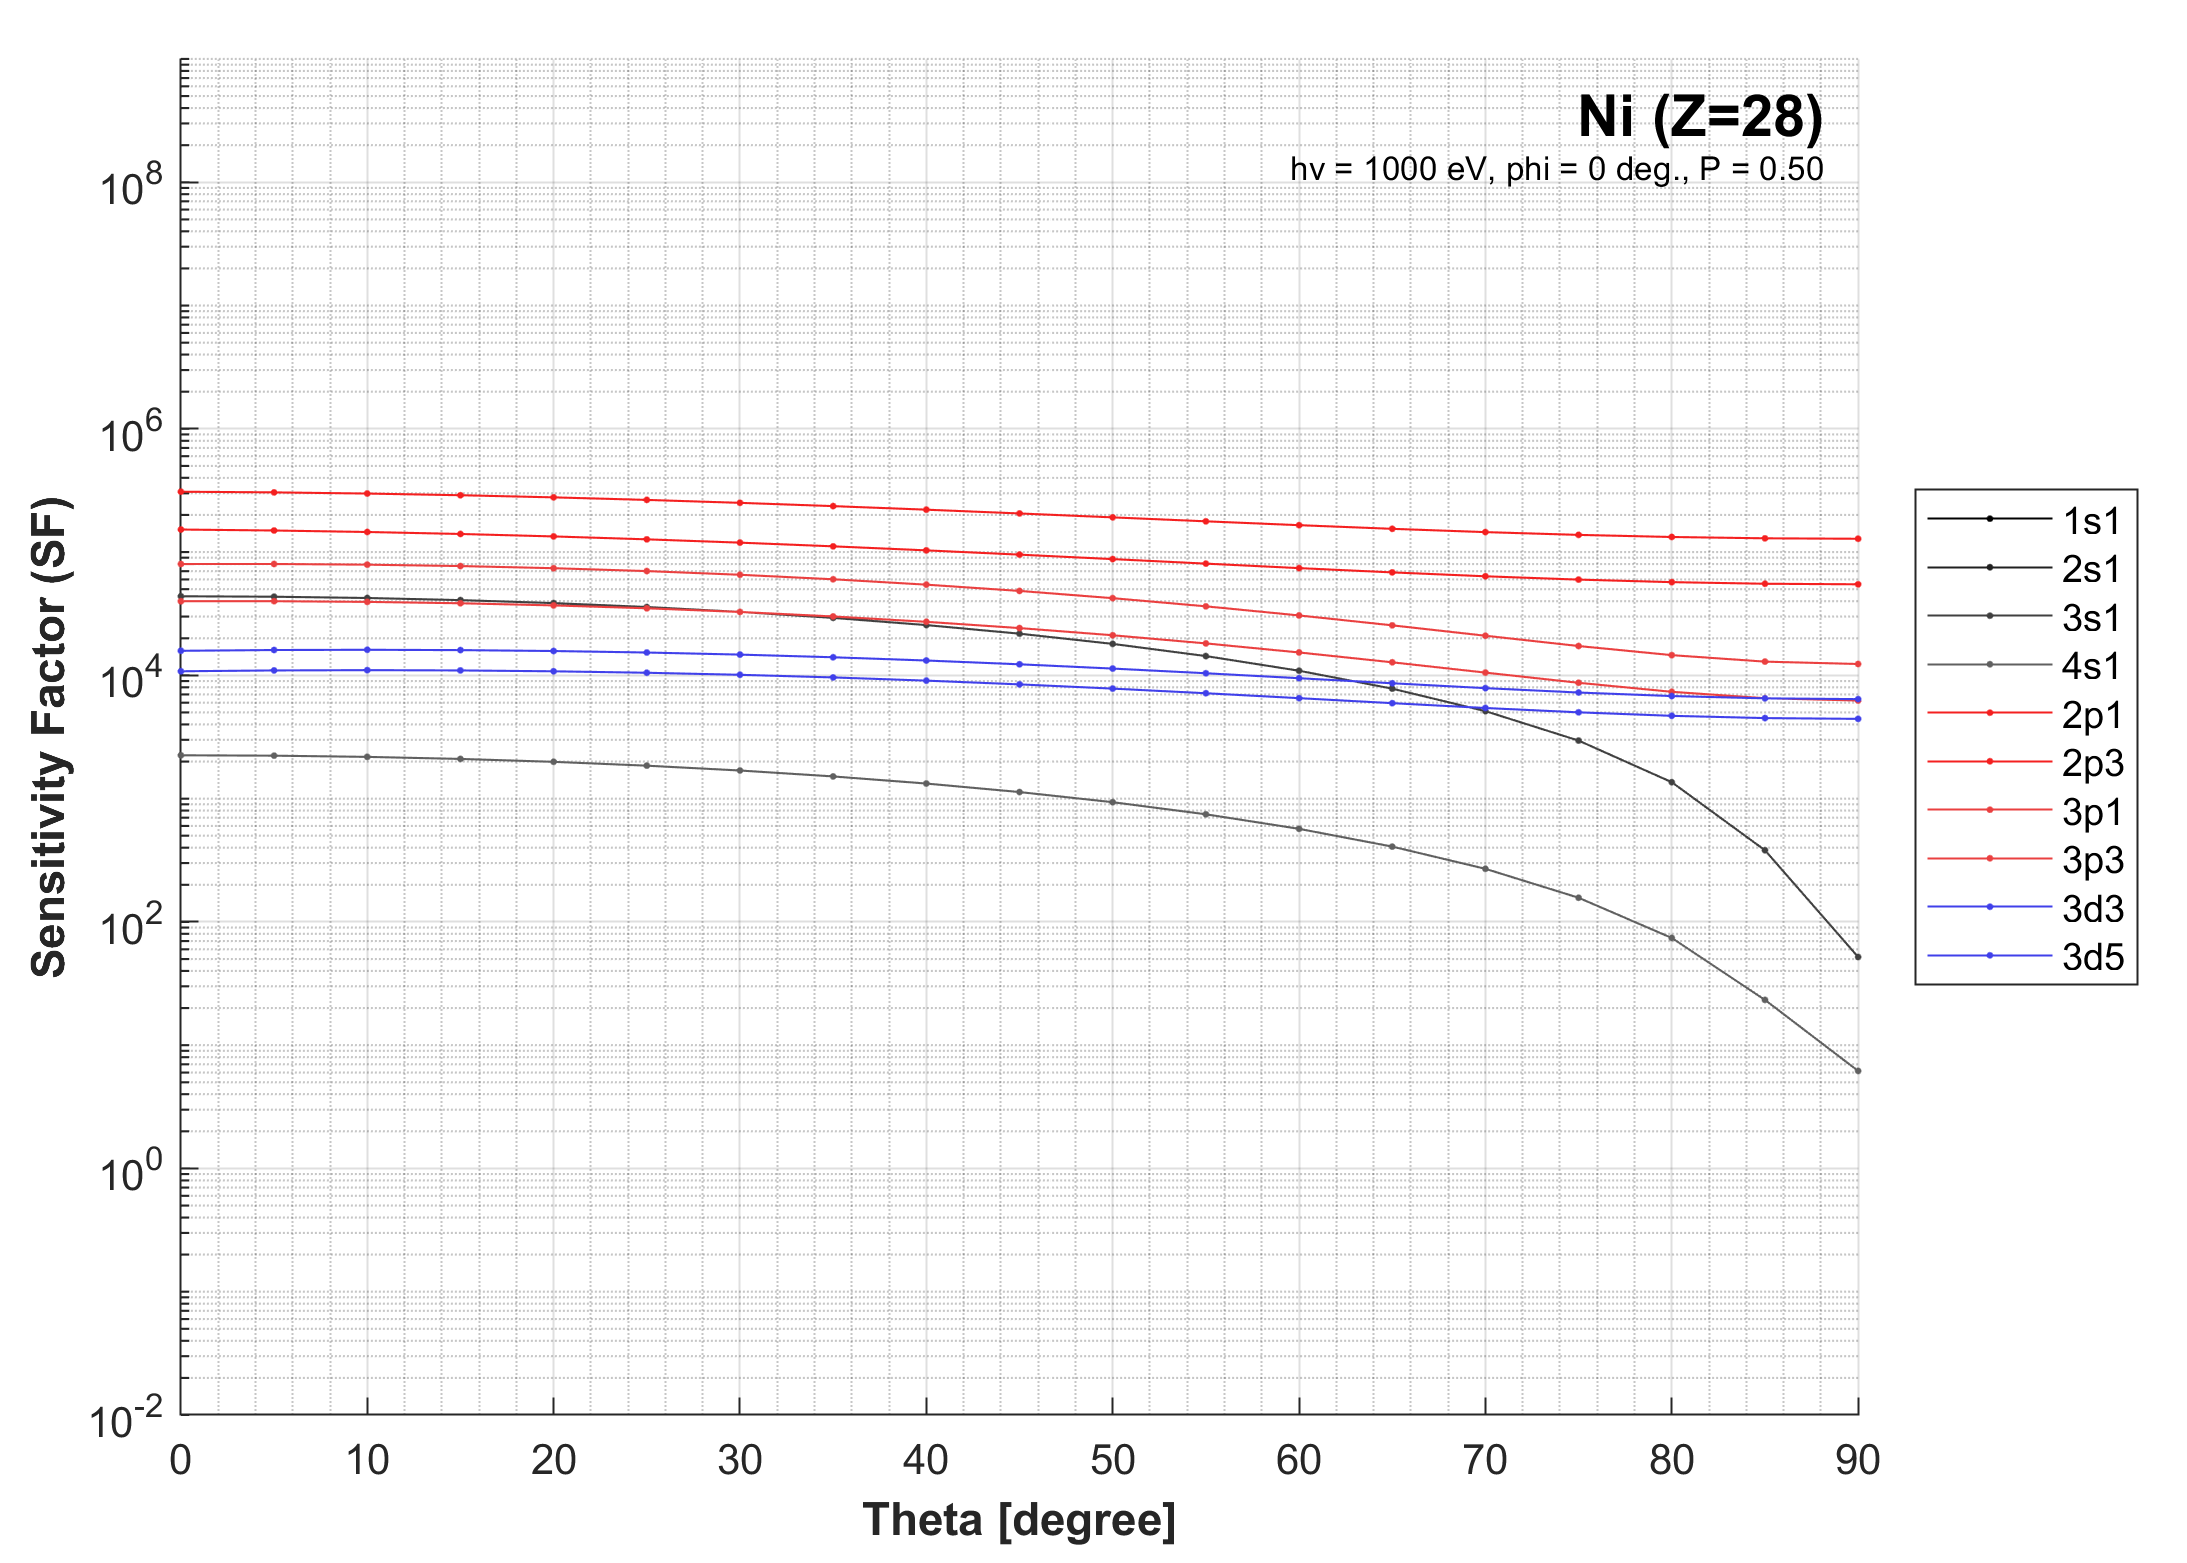 Ni (Z=28)
hv = 1000 eV, phi = 0 deg., P = 0.50
Sensitivity Factor (SF)
10^8
10^6
10^4
10^2
10^0
10^-2
0 10 20 30 40 50 60 70 80 90
Theta [degree]
1s1
2s1
3s1
4s1
2p1
2p3
3p1
3p3
3d3
3d5